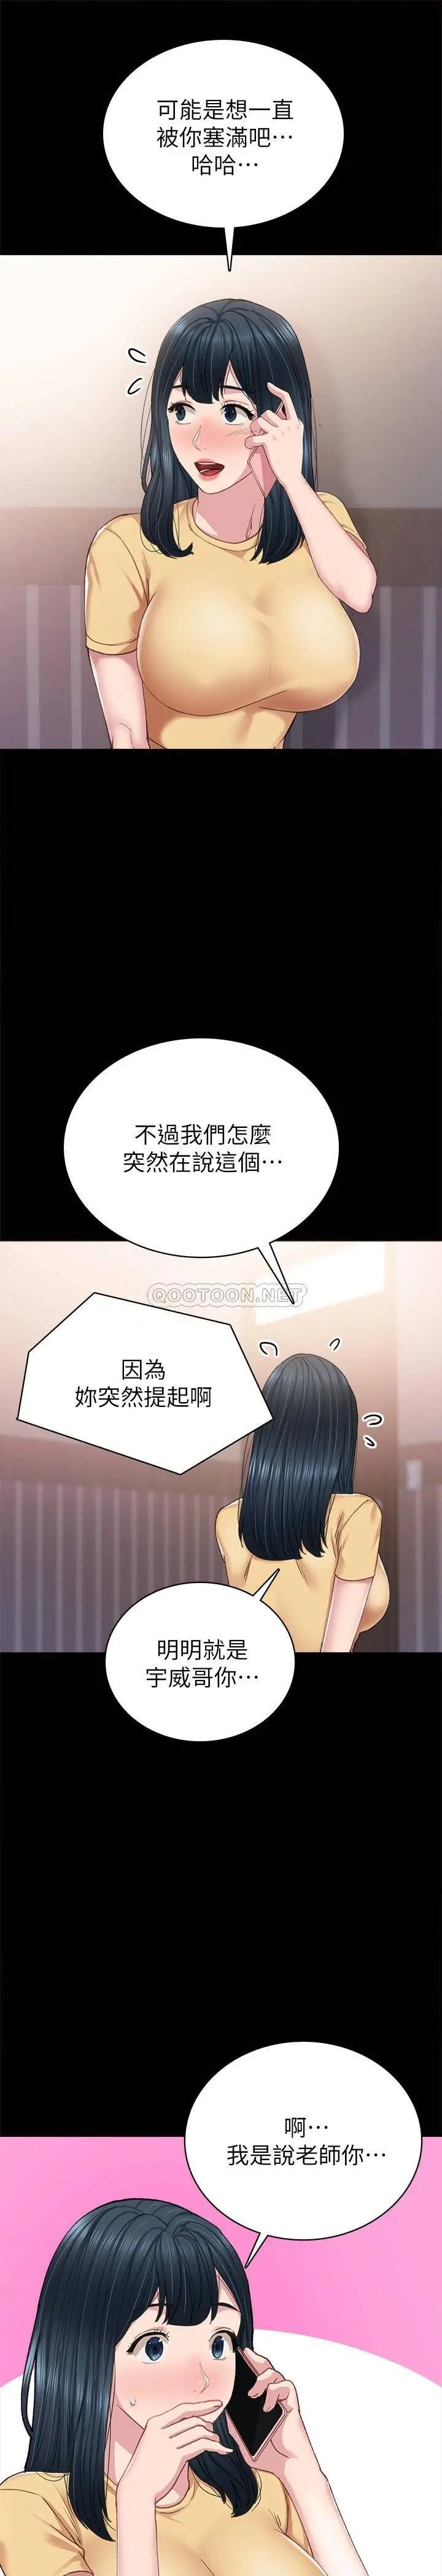 可能是想一直
被你塞滿吧…
哈哈…
不過我們怎麼
突然在說這個…
QOOTOON.NET
因為
妳突然提起啊
明明就是
宇威哥你…
啊…
我是說老師你…